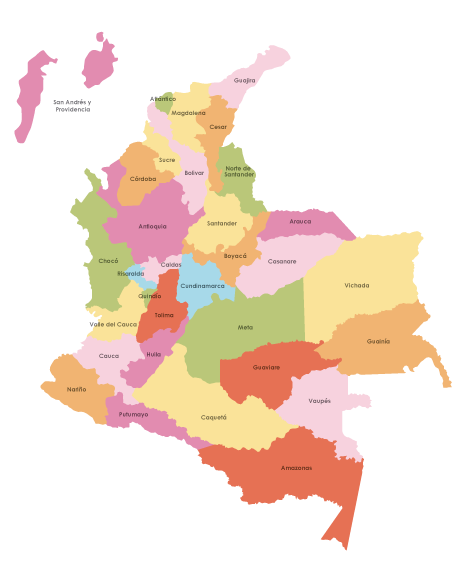 Guajira
San Andrés y
Providencia
Atlántico
Magdalena
Cesar
Sucre
Norte de
Santander
Bolívar
Córdoba
Arauca
Santander
Antioquia
Boyacá
Chocó
Casanare
Caldas
Risaralda
Cundinamarca
Vichada
Quindío
Tolima
Valle del Cauca
Meta
Guainía
Huila
Cauca
Guaviare
Nariño
Vaupés
Putumayo
Caquetá
Amazonas